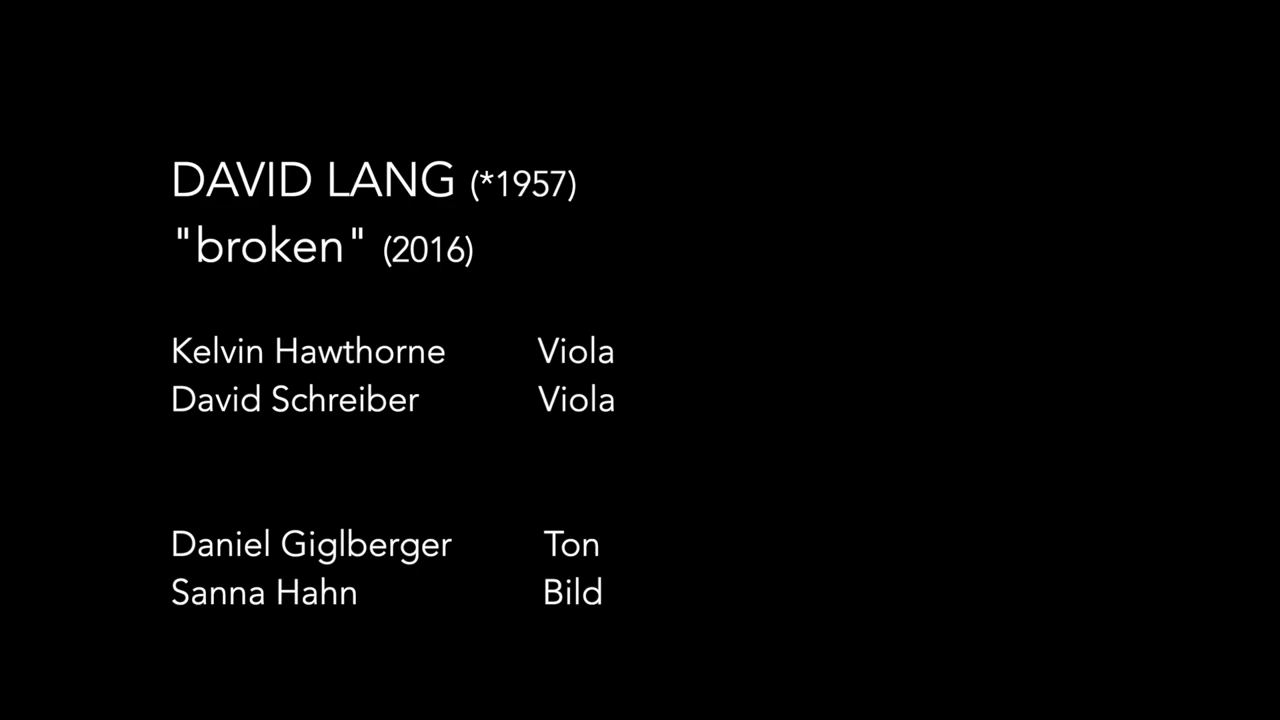 DAVID LANG (*1957)
"broken" (2016)
Kelvin Hawthorne Viola
David Schreiber Viola
Daniel Giglberger Ton
Sanna Hahn Bild